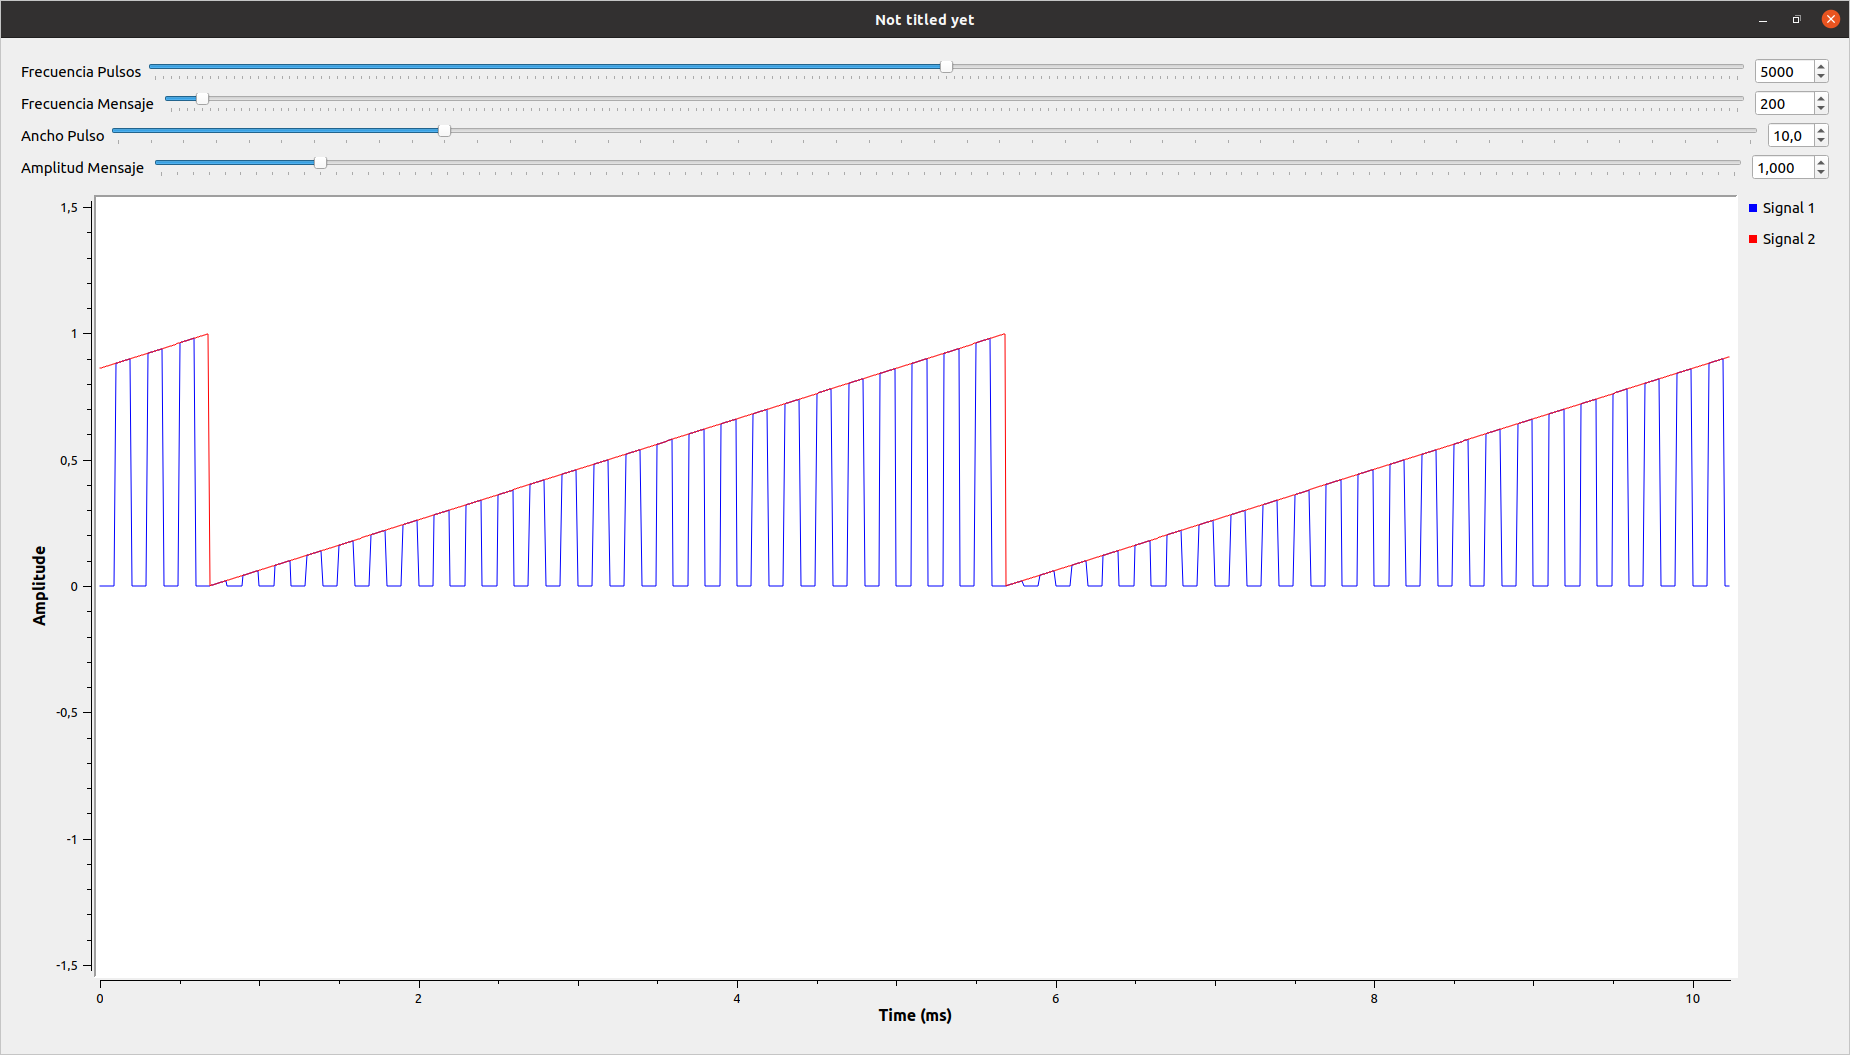 Not titled yet
Frecuencia Pulsos 5000
Frecuencia Mensaje 200
Ancho Pulso 10,0
Amplitud Mensaje 1,000
1,5
1
0,5
0
-0,5
-1
-1,5
Amplitude
Signal 1
Signal 2
0 2 4 6 8 10
Time (ms)